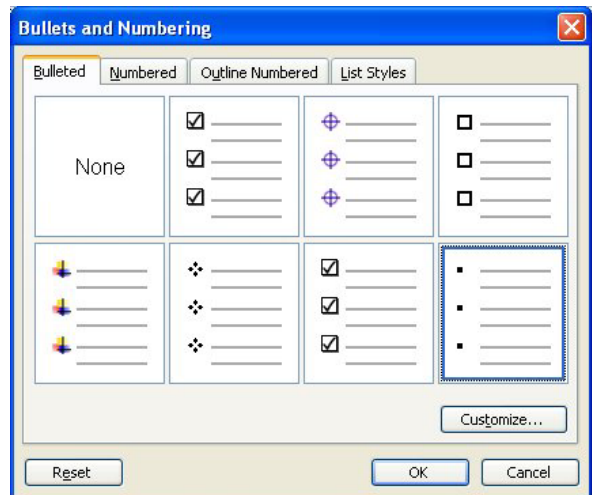 Bullets and Numbering
Bulleted Numbered Outline Numbered List Styles
None
Customize...
Reset OK Cancel